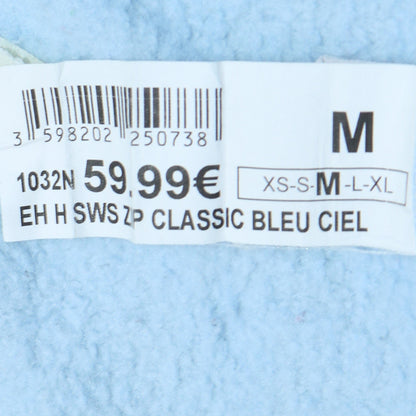 3 598202 250738
M
1032N 59.99€ XS-S-M-L-XL
EH H SWS ZIP CLASSIC BLEU CIEL